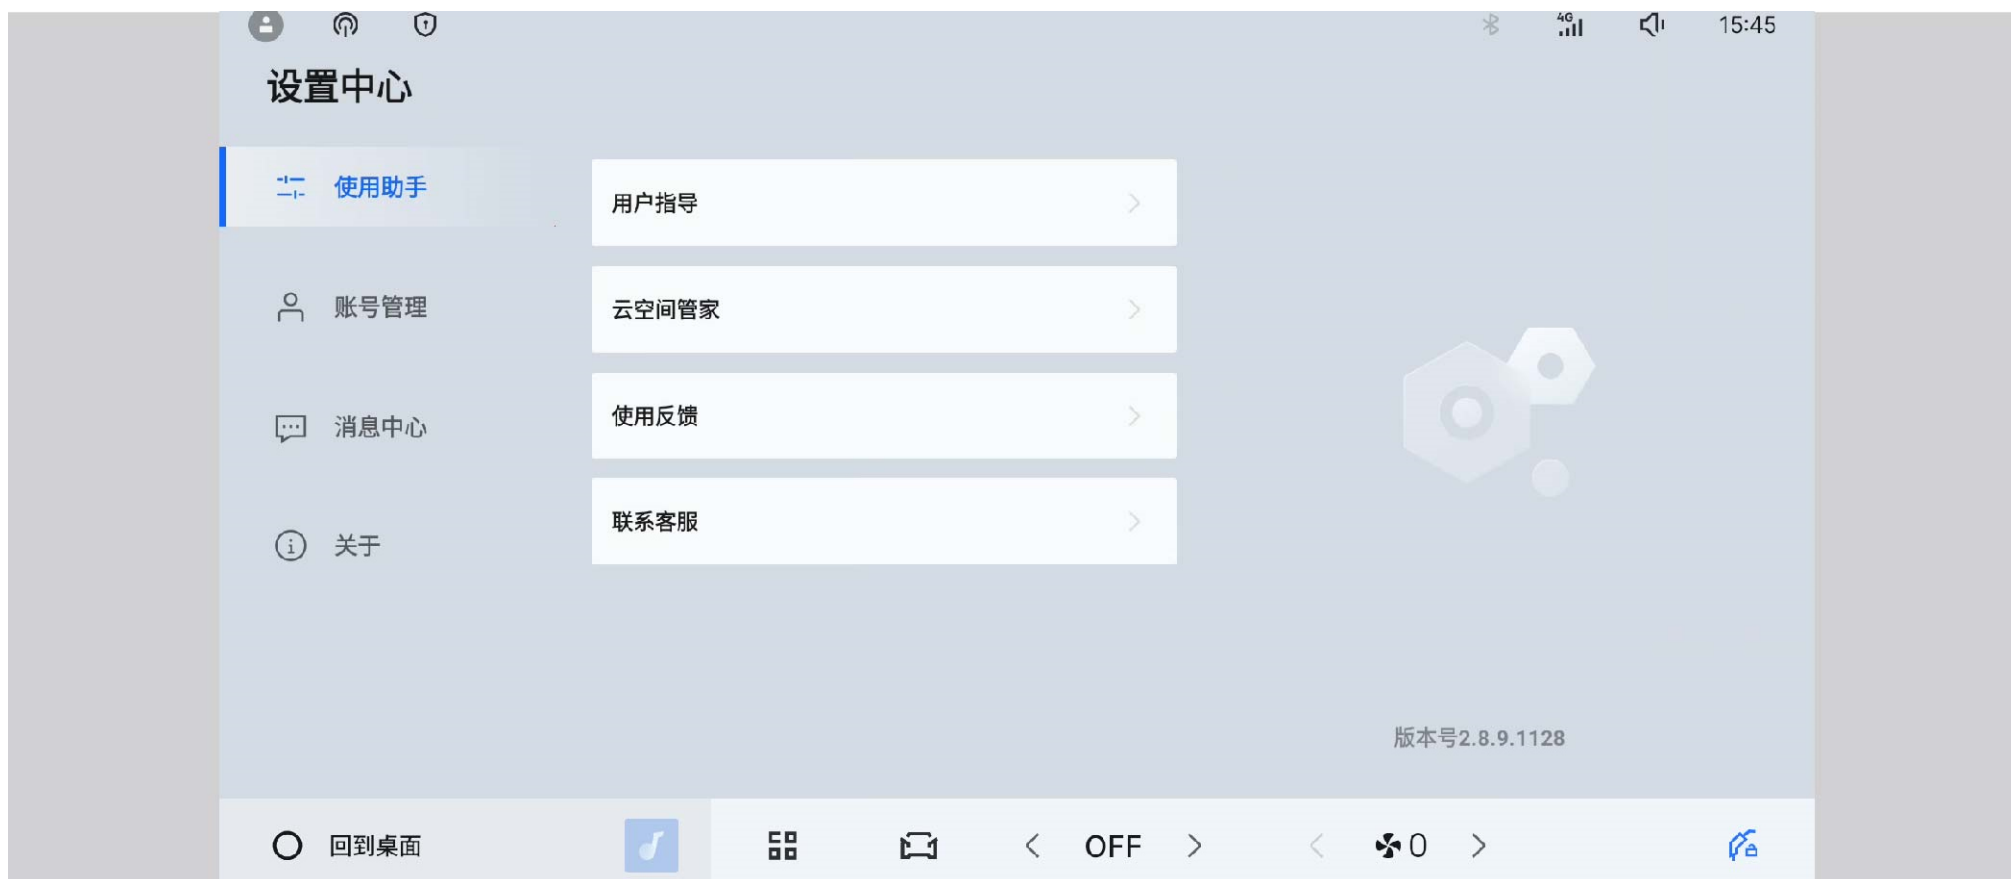 4G
15:45
设置中心
使用助手
用户指导
账号管理
云空间管家
消息中心
使用反馈
关于
联系客服
版本号2.8.9.1128
回到桌面
OFF
0